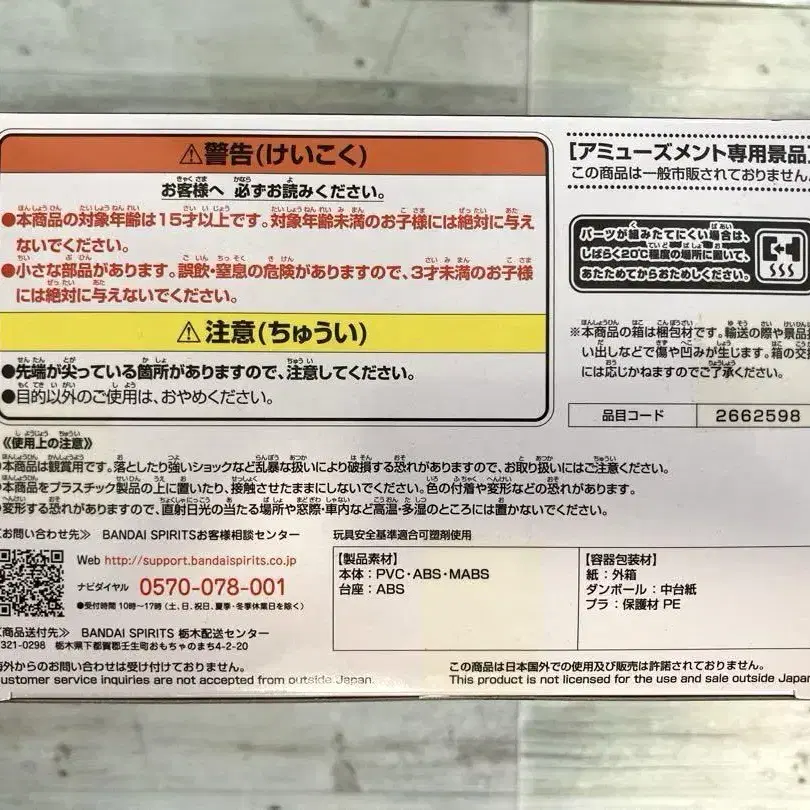 ⚠警告(けいこく)
お客様へ 必ずお読みください。
●本商品の対象年齢は15才以上です。対象年齢未満のお子様には絶対に与え
ないでください。
●小さな部品があります。誤飲・窒息の危険がありますので、3才未満のお子様
には絶対に与えないでください。
⚠注意(ちゅうい)
●先端が尖っている箇所がありますので、注意してください。
●目的以外のご使用は、おやめください。
[アミューズメント専用景品]
この商品は一般市販されておりません。
パーツが組みたてにくい場合は、
しばらく20℃程度の場所に置いて、
あたためてからおためしください。
※本商品の箱は梱包材です。輸送の際や景品
い出しなどで傷や凹みが生じます。箱の交
には応じかねますのでご了承ください。
品目コード 2662598
《使用上の注意》
本商品は観賞用です。落としたり強いショックなど乱暴な扱いにより破損する恐れがありますので、お取り扱いにはご注意ください。
本商品をプラスチック製品の上に置いたり、接触させたままにしないでください。色の付着や変形などの恐れがあります。
変形する恐れがありますので、直射日光の当たる場所や窓際・車内など高温・多湿のところには置かないでください。
お問い合わせ先》 BANDAI SPIRITSお客様相談センター
Web http://support.bandaispirits.co.jp
ナビダイヤル 0570-078-001
●受付時間 10時〜17時(土、日、祝日、夏季・冬季休業日を除く)
商品送付先》 BANDAI SPIRITS 栃木配送センター
321-0298 栃木県下都賀郡壬生町おもちゃのまち4-2-20
海外からのお問い合わせは受け付けておりません。
ustomer service inquiries are not accepted from outside Japan.
玩具安全基準適合可塑剤使用
【製品素材】
本体：PVC・ABS・MABS
台座：ABS
【容器包装材】
紙：外箱
ダンボール：中台紙
プラ：保護材 PE
この商品は日本国外での使用及び販売は許諾されておりません。
This product is not licensed for the use and sale outside Japan